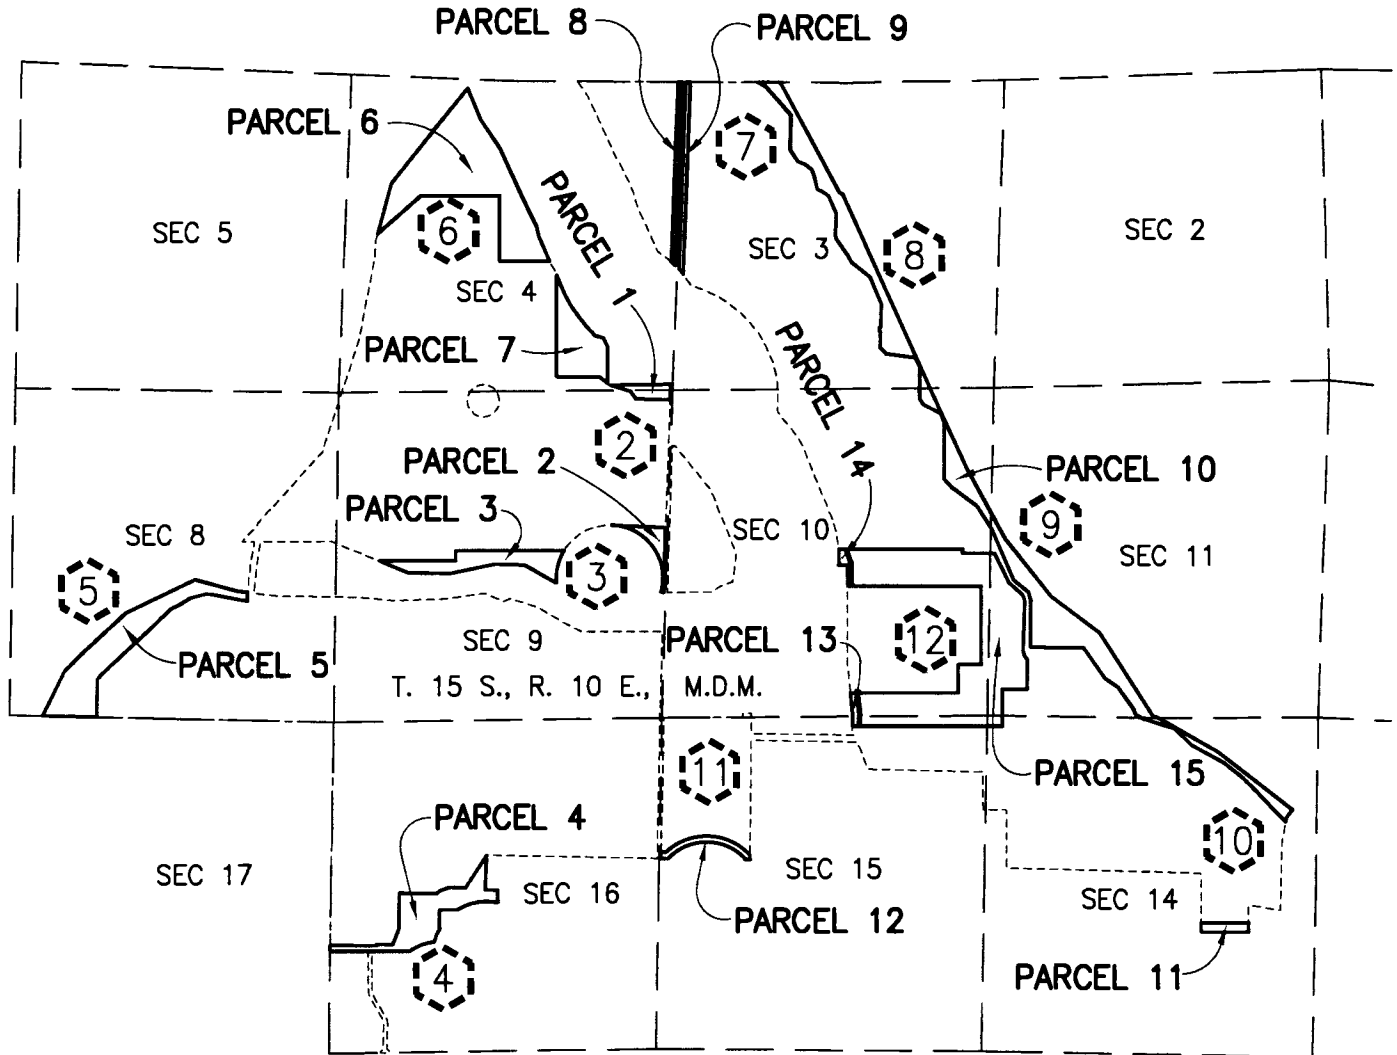 PARCEL 8
PARCEL 9
PARCEL 6
7
PARCEL 1
SEC 5
6
SEC 3
8
SEC 2
SEC 4
PARCEL 7
PARCEL 14
2
PARCEL 2
PARCEL 10
PARCEL 3
SEC 8
SEC 10
9
SEC 11
5
3
SEC 9
PARCEL 13
12
PARCEL 5
T. 15 S., R. 10 E., M.D.M.
11
PARCEL 15
PARCEL 4
10
SEC 17
SEC 16
SEC 15
SEC 14
PARCEL 12
4
PARCEL 11